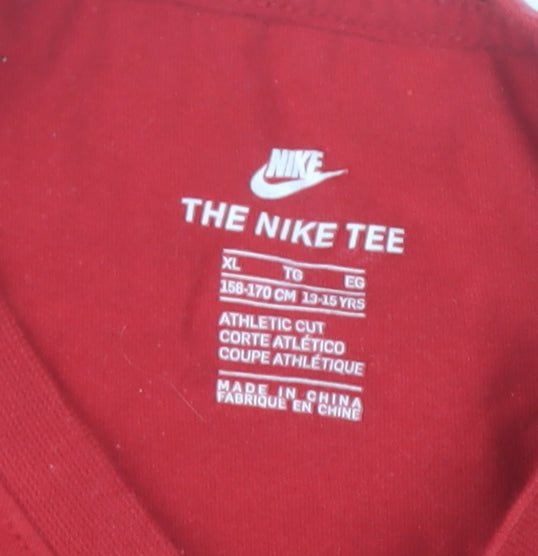 NIKE
THE NIKE TEE
XL TG EG
158-170 CM 13-15 YRS
ATHLETIC CUT
CORTE ATLÉTICO
COUPE ATHLÉTIQUE
MADE IN CHINA
FABRIQUÉ EN CHINE